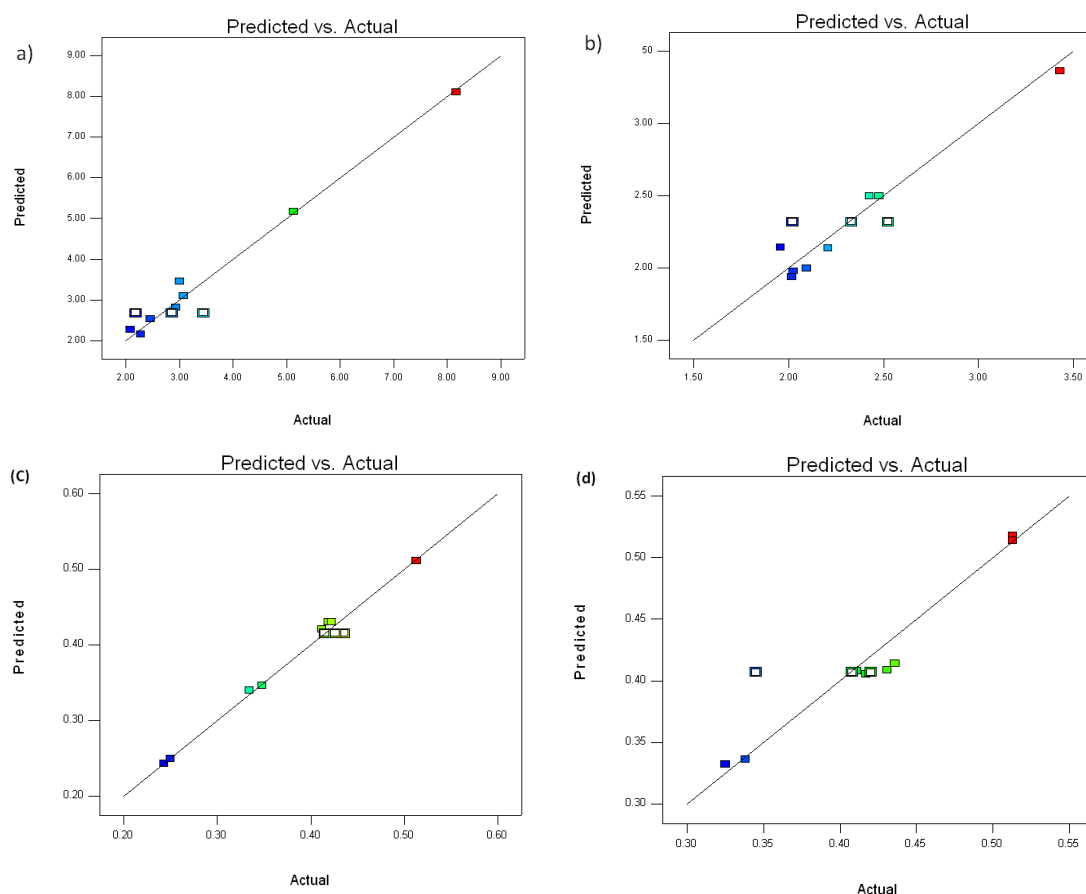 a)
Predicted vs. Actual
9.00
8.00
7.00
6.00
5.00
4.00
3.00
2.00
Predicted
2.00 3.00 4.00 5.00 6.00 7.00 8.00 9.00
Actual
b)
Predicted vs. Actual
50
3.00
2.50
2.00
1.50
Predicted
1.50 2.00 2.50 3.00 3.50
Actual
(c)
Predicted vs. Actual
0.60
0.50
0.40
0.30
0.20
Predicted
0.20 0.30 0.40 0.50 0.60
Actual
(d)
Predicted vs. Actual
0.55
0.50
0.45
0.40
0.35
0.30
Predicted
0.30 0.35 0.40 0.45 0.50 0.55
Actual